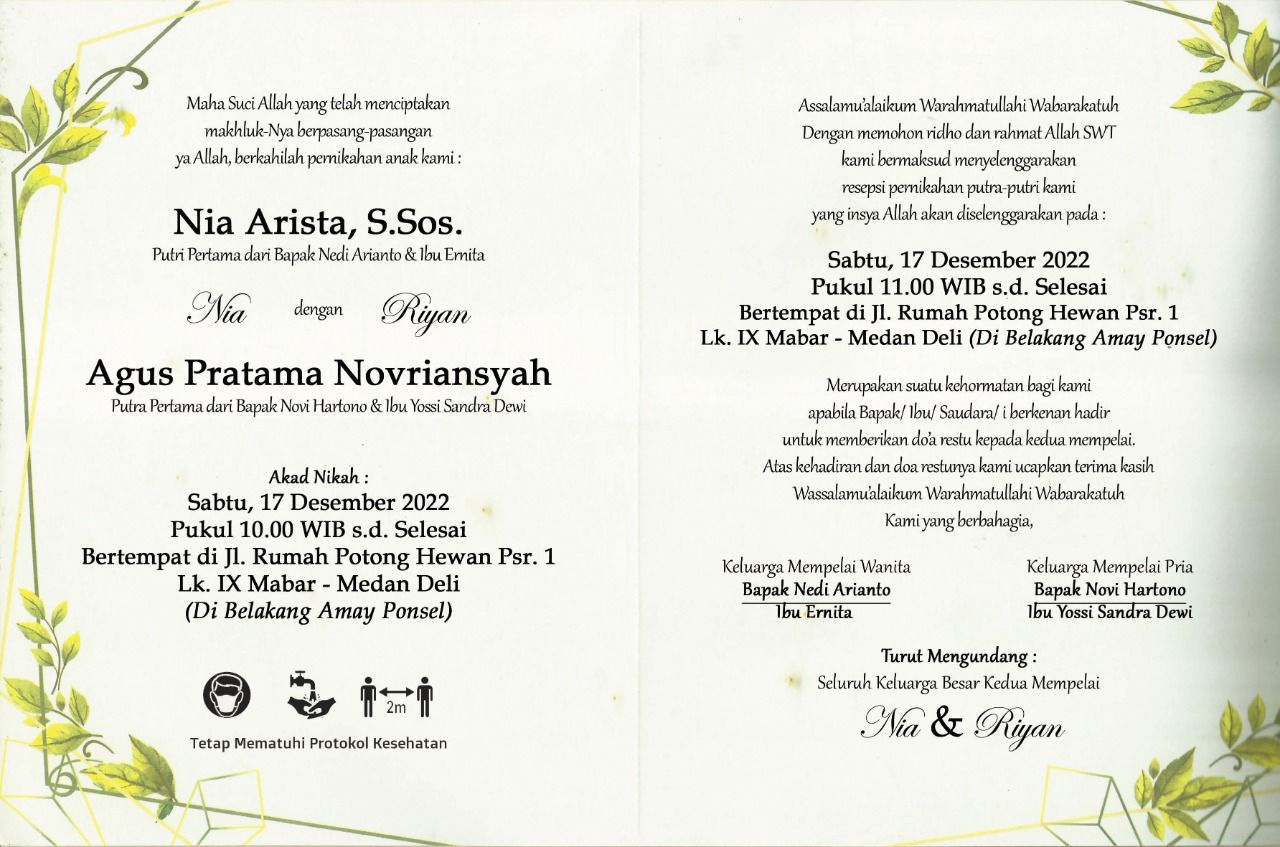 Maha Suci Allah yang telah menciptakan
makhluk-Nya berpasang-pasangan
ya Allah, berkahilah pernikahan anak kami :
Nia Arista, S.Sos.
Putri Pertama dari Bapak Nedi Arianto & Ibu Ernita
Nia dengan Riyan
Agus Pratama Novriansyah
Putra Pertama dari Bapak Novi Hartono & Ibu Yossi Sandra Dewi
Akad Nikah :
Sabtu, 17 Desember 2022
Pukul 10.00 WIB s.d. Selesai
Bertempat di Jl. Rumah Potong Hewan Psr. 1
Lk. IX Mabar - Medan Deli
(Di Belakang Amay Ponsel)
2m
Tetap Mematuhi Protokol Kesehatan
Assalamu'alaikum Warahmatullahi Wabarakatuh
Dengan memohon ridho dan rahmat Allah SWT
kami bermaksud menyelenggarakan
resepsi pernikahan putra-putri kami
yang insya Allah akan diselenggarakan pada :
Sabtu, 17 Desember 2022
Pukul 11.00 WIB s.d. Selesai
Bertempat di Jl. Rumah Potong Hewan Psr. 1
Lk. IX Mabar - Medan Deli (Di Belakang Amay Ponsel)
Merupakan suatu kehormatan bagi kami
apabila Bapak/ Ibu/ Saudara/ i berkenan hadir
untuk memberikan do'a restu kepada kedua mempelai.
Atas kehadiran dan doa restunya kami ucapkan terima kasih
Wassalamu'alaikum Warahmatullahi Wabarakatuh
Kami yang berbahagia,
Keluarga Mempelai Wanita
Bapak Nedi Arianto
Ibu Ernita
Keluarga Mempelai Pria
Bapak Novi Hartono
Ibu Yossi Sandra Dewi
Turut Mengundang :
Seluruh Keluarga Besar Kedua Mempelai
Nia & Riyan